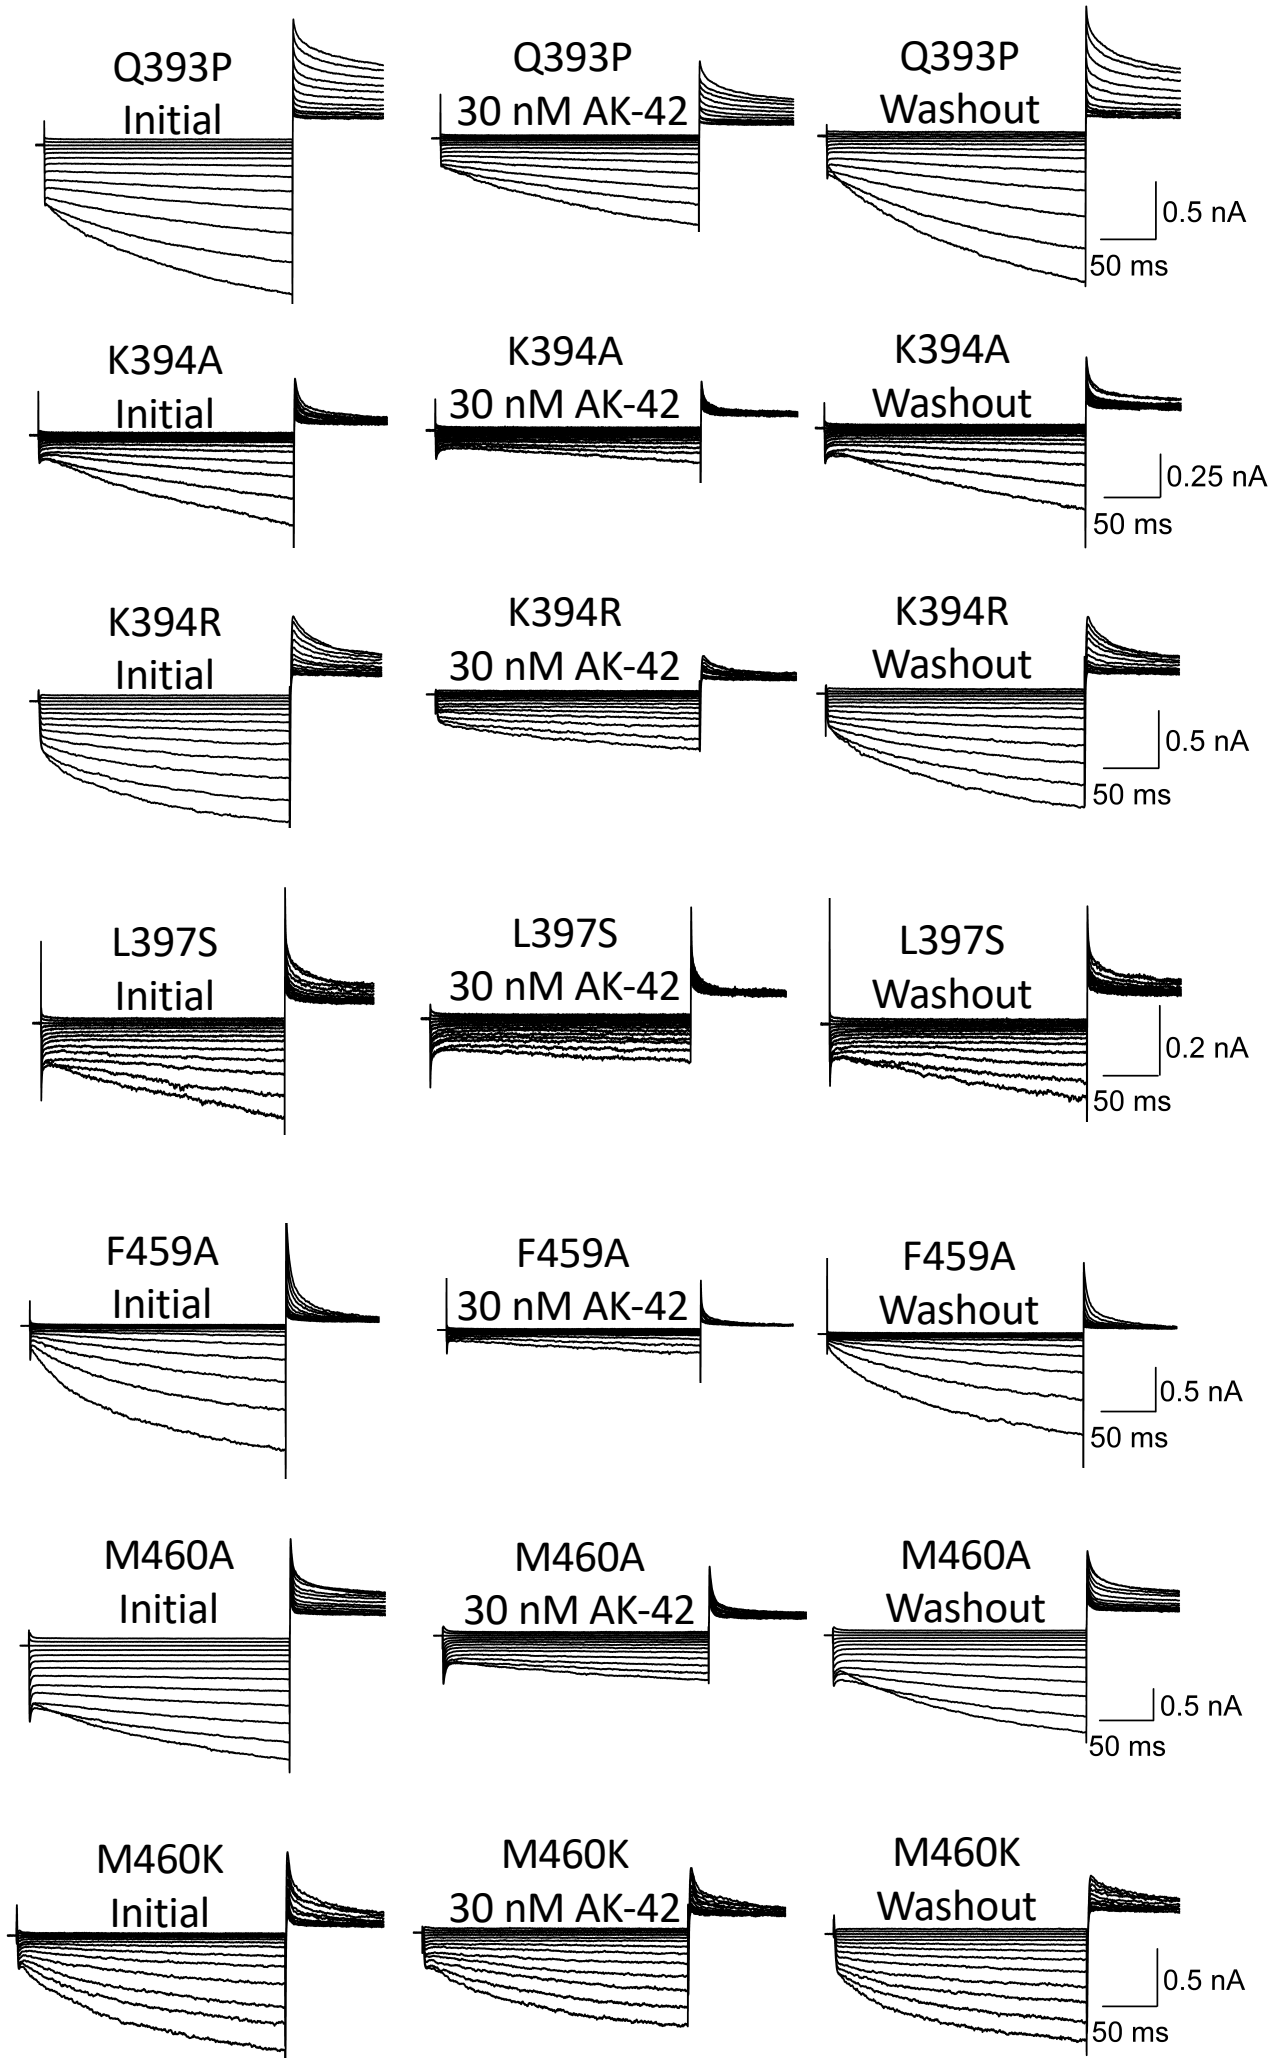 Q393P
Initial
Q393P
30 nM AK-42
Q393P
Washout
0.5 nA
50 ms
K394A
Initial
K394A
30 nM AK-42
K394A
Washout
0.25 nA
50 ms
K394R
Initial
K394R
30 nM AK-42
K394R
Washout
0.5 nA
50 ms
L397S
Initial
L397S
30 nM AK-42
L397S
Washout
0.2 nA
50 ms
F459A
Initial
F459A
30 nM AK-42
F459A
Washout
0.5 nA
50 ms
M460A
Initial
M460A
30 nM AK-42
M460A
Washout
0.5 nA
50 ms
M460K
Initial
M460K
30 nM AK-42
M460K
Washout
0.5 nA
50 ms